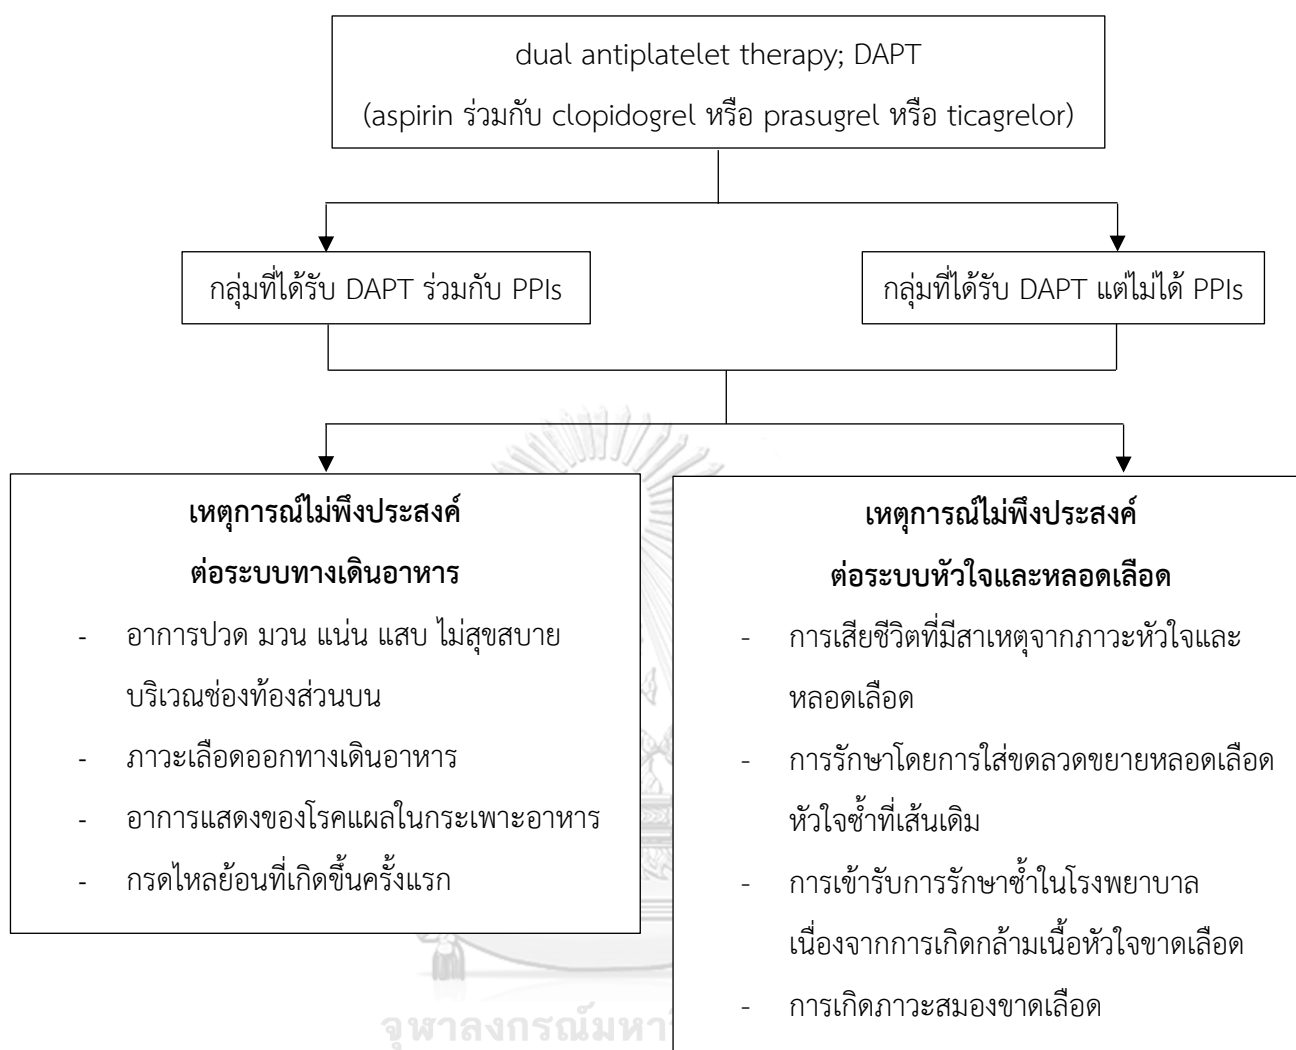 dual antiplatelet therapy; DAPT
(aspirin ร่วมกับ clopidogrel หรือ prasugrel หรือ ticagrelor)
กลุ่มที่ได้รับ DAPT ร่วมกับ PPIs
กลุ่มที่ได้รับ DAPT แต่ไม่ได้ PPIs
เหตุการณ์ไม่พึงประสงค์
ต่อระบบทางเดินอาหาร
- อาการปวด มวน แน่น แสบ ไม่สุขสบาย
บริเวณช่องท้องส่วนบน
- ภาวะเลือดออกทางเดินอาหาร
- อาการแสดงของโรคแผลในกระเพาะอาหาร
- กรดไหลย้อนที่เกิดขึ้นครั้งแรก
เหตุการณ์ไม่พึงประสงค์
ต่อระบบหัวใจและหลอดเลือด
- การเสียชีวิตที่มีสาเหตุจากภาวะหัวใจและ
หลอดเลือด
- การรักษาโดยการใส่ขดลวดขยายหลอดเลือด
หัวใจซ้ำที่เส้นเดิม
- การเข้ารับการรักษาซ้ำในโรงพยาบาล
เนื่องจากการเกิดกล้ามเนื้อหัวใจขาดเลือด
- การเกิดภาวะสมองขาดเลือด
จุฬาลงกรณ์มหาวิ